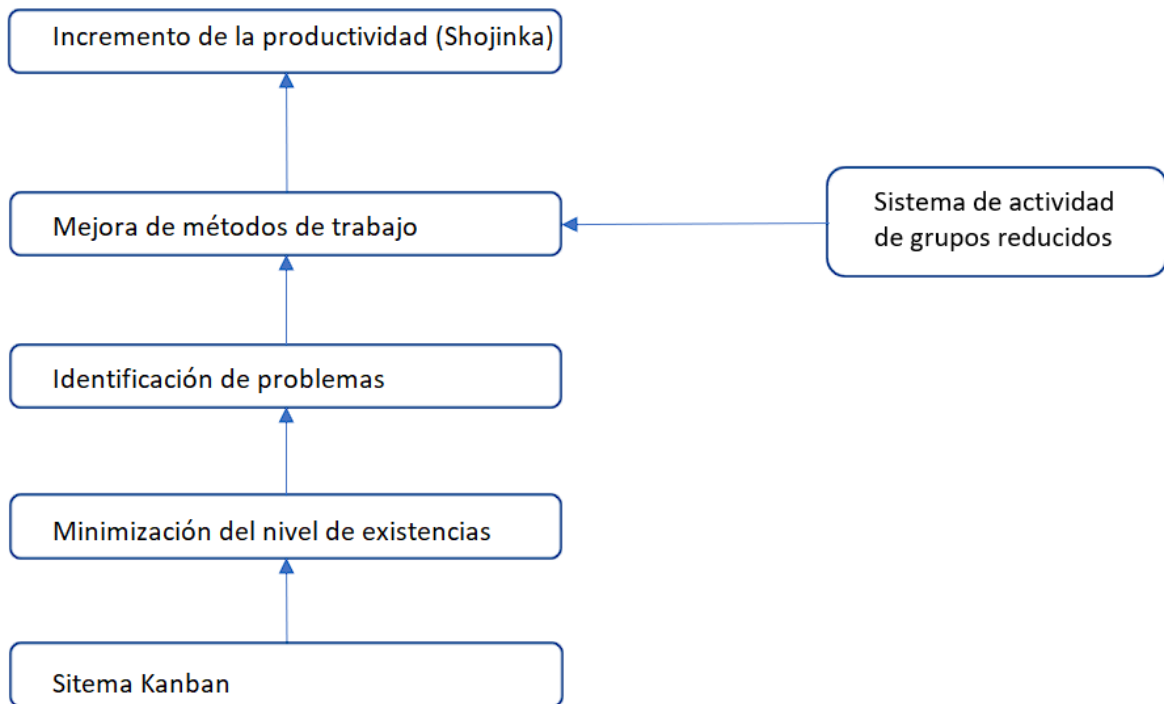 Incremento de la productividad (Shojinka)
Mejora de métodos de trabajo
Sistema de actividad
de grupos reducidos
Identificación de problemas
Minimización del nivel de existencias
Sitema Kanban